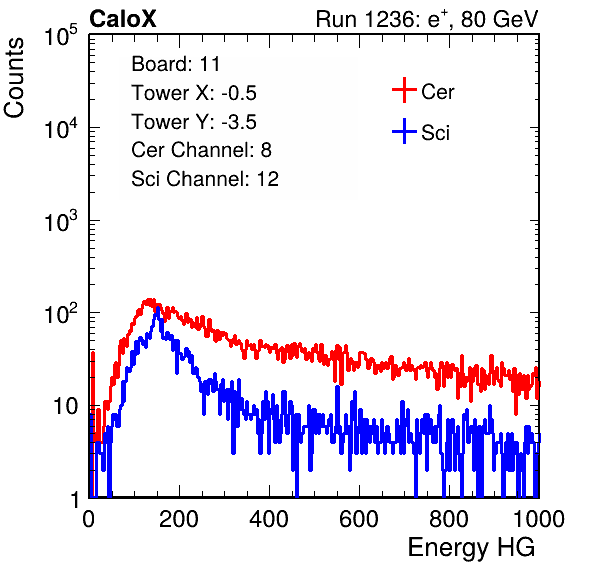 CaloX Run 1236: e⁺, 80 GeV
Counts
Board: 11
Tower X: -0.5
Tower Y: -3.5
Cer Channel: 8
Sci Channel: 12
Cer
Sci
10⁵
10⁴
10³
10²
10
1
0 200 400 600 800 1000
Energy HG